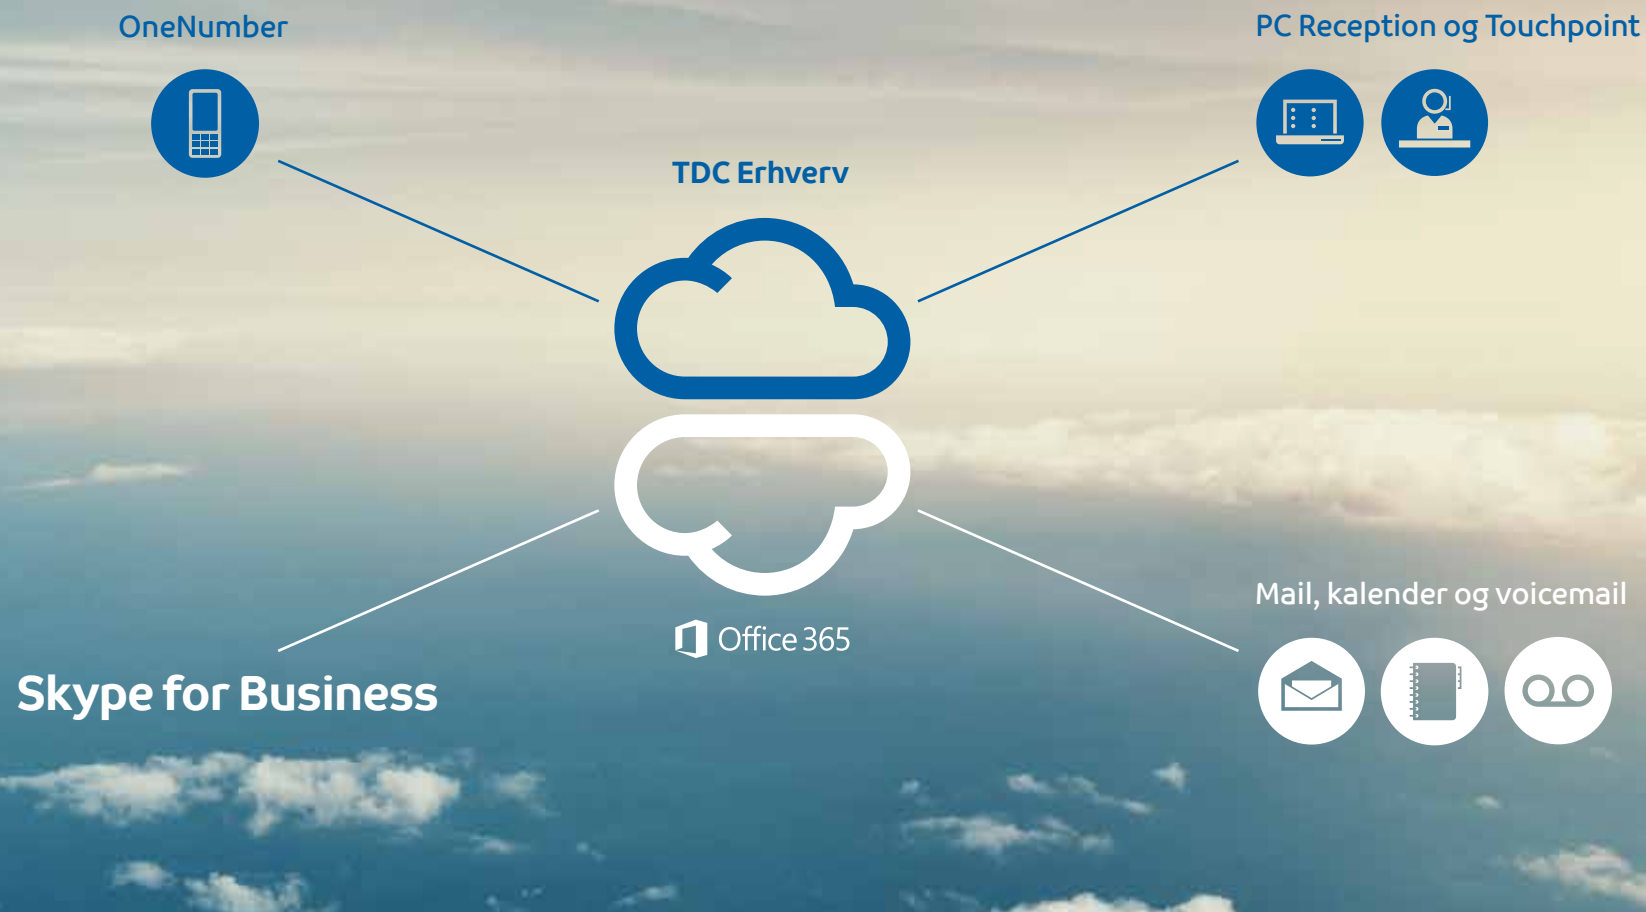 OneNumber
PC Reception og Touchpoint
TDC Erhverv
Mail, kalender og voicemail
Office 365
Skype for Business